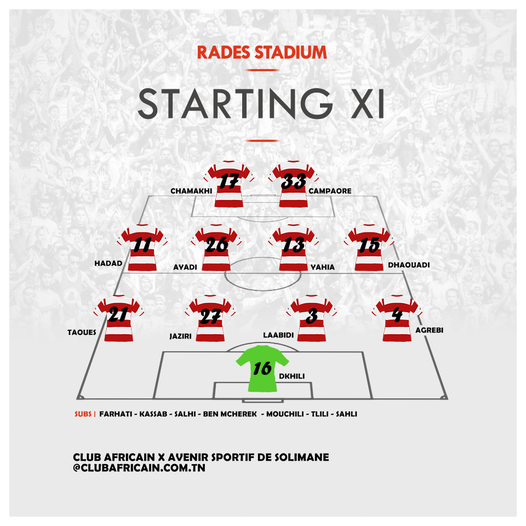 RADES STADIUM
STARTING XI
17 33
CHAMAKHI CAMPAORE
11 26 13 15
HADAD AYADI YAHIA DHAOUADI
21 27 3 4
TAOUES JAZIRI LAABIDI AGREBI
16
DKHILI
SUBS | FARHATI - KASSAB - SALHI - BEN MCHEREK - MOUCHILI - TLILI - SAHLI
CLUB AFRICAIN X AVENIR SPORTIF DE SOLIMANE
@CLUBAFRICAIN.COM.TN